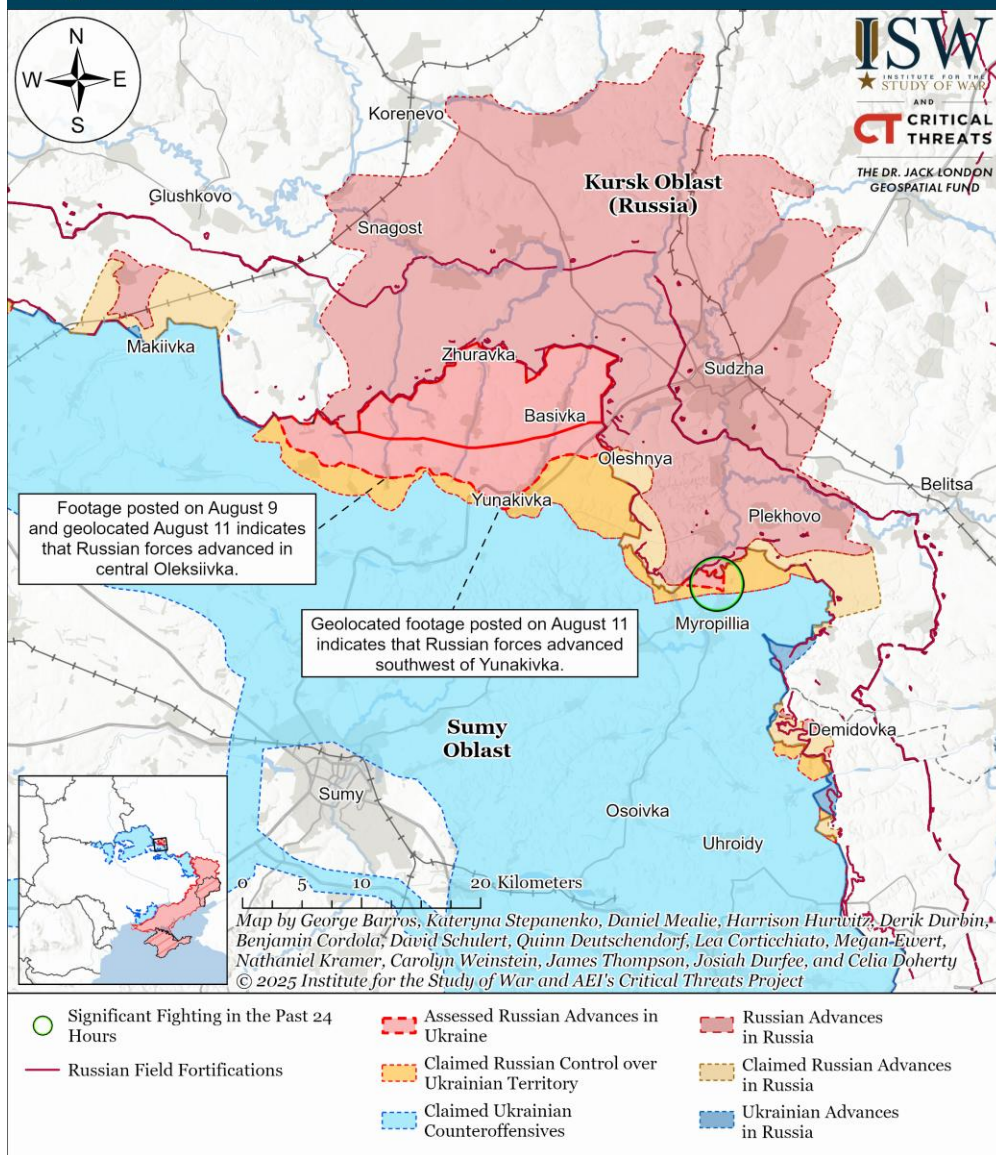 N
W E
S
ISW
INSTITUTE FOR THE
STUDY OF WAR
AND
CT CRITICAL
THREATS
THE DR. JACK LONDON
GEOSPATIAL FUND
Korenevo
Kursk Oblast
(Russia)
Glushkovo
Snagost
Makiivka
Zhuravka
Sudzha
Basivka
Oleshnya
Belitsa
Yunakivka
Plekhovo
Footage posted on August 9
and geolocated August 11 indicates
that Russian forces advanced in
central Oleksiivka.
Geolocated footage posted on August 11
indicates that Russian forces advanced
southwest of Yunakivka.
Myropillia
Sumy
Oblast
Demidovka
Sumy
Osoivka
Uhroidy
0 5 10 20 Kilometers
Map by George Barros, Kateryna Stepanenko, Daniel Mealie, Harrison Hurwitz, Derik Durbin,
Benjamin Cordola, David Schulert, Quinn Deutschendorf, Lea Corticchiato, Megan Ewert,
Nathaniel Kramer, Carolyn Weinstein, James Thompson, Josiah Durfee, and Celia Doherty
© 2025 Institute for the Study of War and AEI's Critical Threats Project
Significant Fighting in the Past 24
Hours
Russian Field Fortifications
Assessed Russian Advances in
Ukraine
Claimed Russian Control over
Ukrainian Territory
Claimed Ukrainian
Counteroffensives
Russian Advances
in Russia
Claimed Russian Advances
in Russia
Ukrainian Advances
in Russia